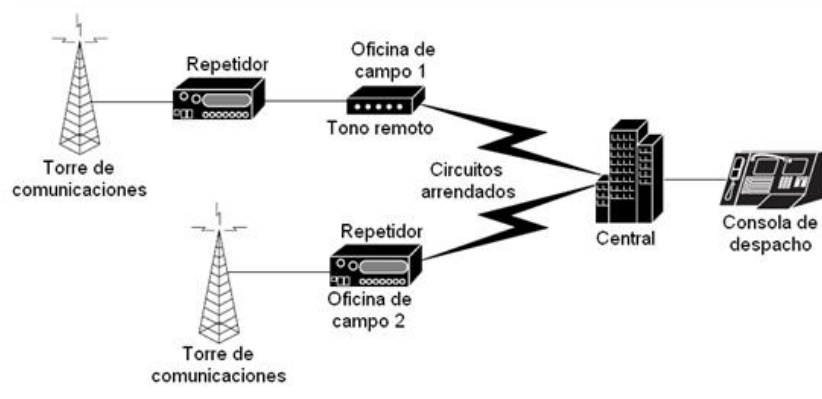 Oficina de
campo 1
Repetidor
Tono remoto
Torre de
comunicaciones
Circuitos
arrendados
Central
Consola de
despacho
Repetidor
Oficina de
campo 2
Torre de
comunicaciones